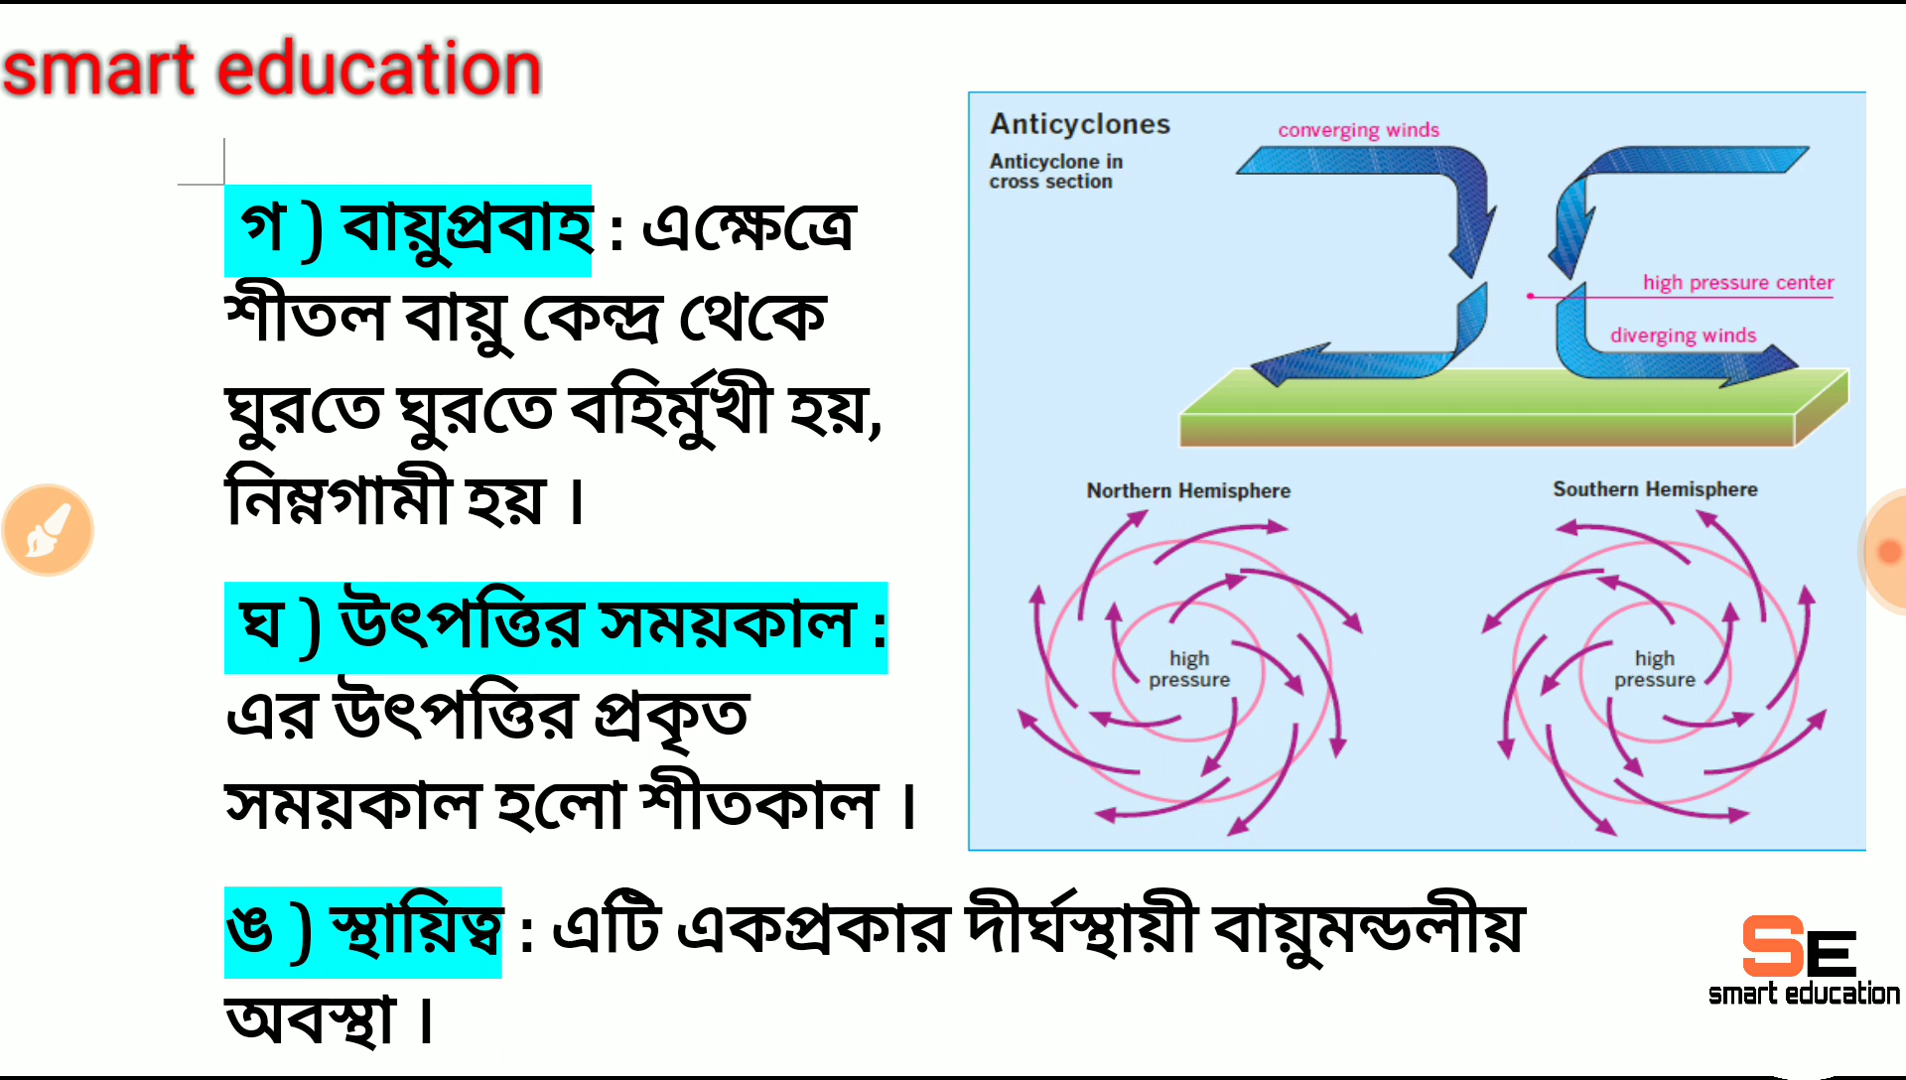 smart education
গ ) বায়ুপ্রবাহ : এক্ষেত্রে
শীতল বায়ু কেন্দ্র থেকে
ঘুরতে ঘুরতে বহির্মুখী হয়,
নিম্নগামী হয় ।
ঘ ) উৎপত্তির সময়কাল :
এর উৎপত্তির প্রকৃত
সময়কাল হলো শীতকাল ।
ঙ ) স্থায়িত্ব : এটি একপ্রকার দীর্ঘস্থায়ী বায়ুমন্ডলীয়
অবস্থা ।
Anticyclones
Anticyclone in
cross section
converging winds
high pressure center
diverging winds
Northern Hemisphere
high
pressure
Southern Hemisphere
high
pressure
SE
smart education